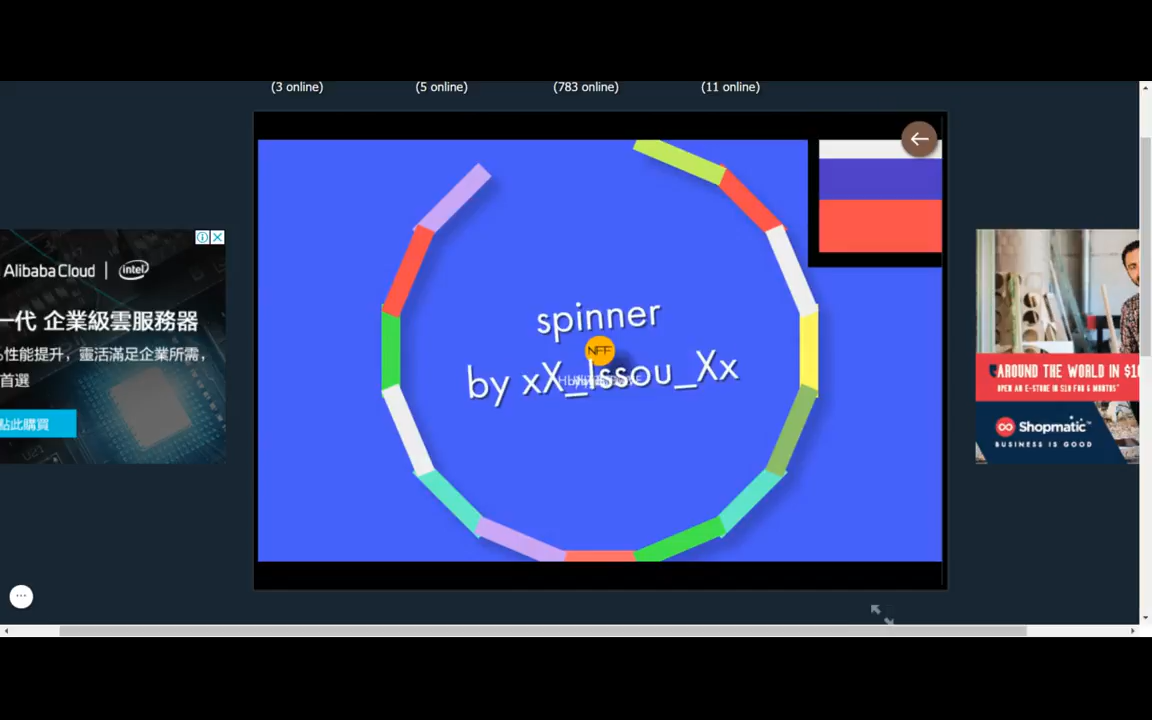 (3 online) (5 online) (783 online) (11 online)
Alibaba Cloud | intel
一代 企業級雲服務器
性能提升，靈活滿足企業所需，
首選
點此購買
spinner
NFF
by xX_Issou_Xx
AROUND THE WORLD IN $10
OPEN AN E-STORE IN $10 FOR 6 MONTHS*
Shopmatic
BUSINESS IS GOOD